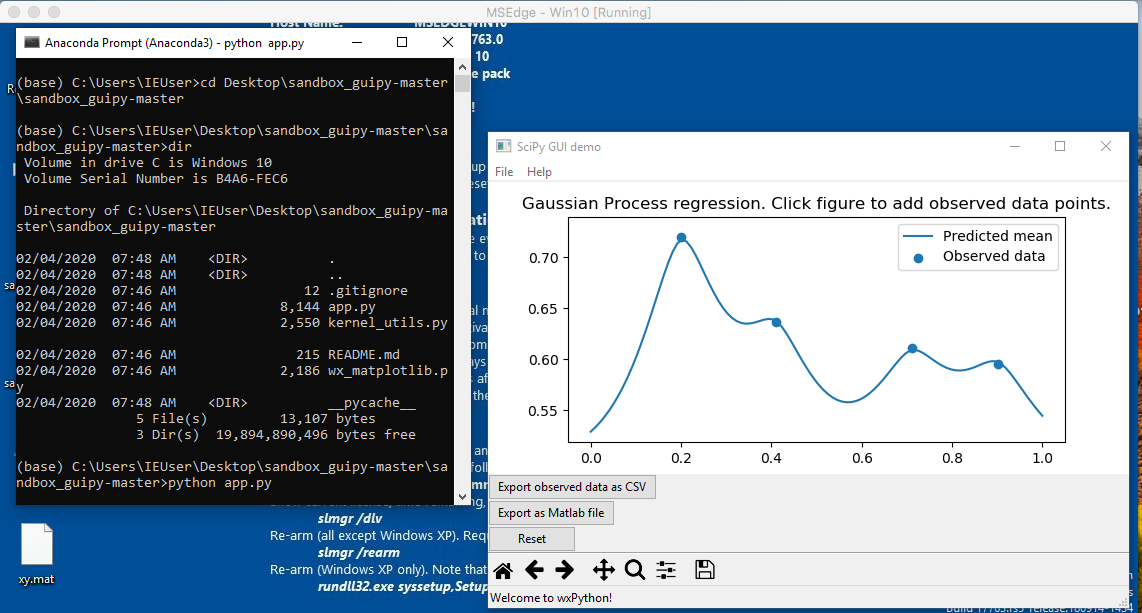 MSEdge - Win10 [Running]
Host Name: MSEDGEWIN10
763.0
10
e pack
Anaconda Prompt (Anaconda3) - python  app.py
(base) C:\Users\IEUser>cd Desktop\sandbox_guipy-master
\sandbox_guipy-master
(base) C:\Users\IEUser\Desktop\sandbox_guipy-master\sa
ndbox_guipy-master>dir
 Volume in drive C is Windows 10
 Volume Serial Number is B4A6-FEC6
 Directory of C:\Users\IEUser\Desktop\sandbox_guipy-ma
ster\sandbox_guipy-master
02/04/2020  07:48 AM    <DIR>          .
02/04/2020  07:48 AM    <DIR>          ..
02/04/2020  07:46 AM                12 .gitignore
02/04/2020  07:46 AM             8,144 app.py
02/04/2020  07:46 AM             2,550 kernel_utils.py
02/04/2020  07:46 AM               215 README.md
02/04/2020  07:46 AM             2,186 wx_matplotlib.p
y
02/04/2020  07:48 AM    <DIR>          __pycache__
               5 File(s)         13,107 bytes
               3 Dir(s)  19,894,890,496 bytes free
(base) C:\Users\IEUser\Desktop\sandbox_guipy-master\sa
ndbox_guipy-master>python app.py
SciPy GUI demo
File Help
Gaussian Process regression. Click figure to add observed data points.
Predicted mean
Observed data
0.70
0.65
0.60
0.55
0.0 0.2 0.4 0.6 0.8 1.0
Export observed data as CSV
Export as Matlab file
Reset
Welcome to wxPython!
slmgr /dlv
Re-arm (all except Windows XP). Requ
slmgr /rearm
Re-arm (Windows XP only). Note that
rundll32.exe syssetup,Setup
xy.mat